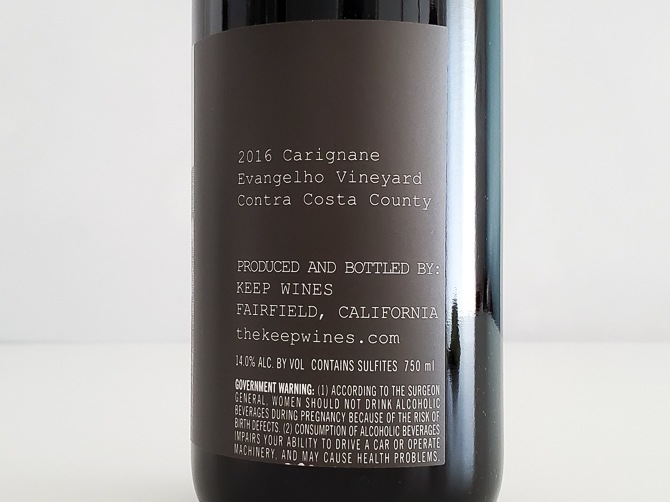 2016 Carignane
Evangelho Vineyard
Contra Costa County
PRODUCED AND BOTTLED BY:
KEEP WINES
FAIRFIELD, CALIFORNIA
thekeepwines.com
14.0% ALC. BY VOL CONTAINS SULFITES 750 ml
GOVERNMENT WARNING: (1) ACCORDING TO THE SURGEON
GENERAL, WOMEN SHOULD NOT DRINK ALCOHOLIC
BEVERAGES DURING PREGNANCY BECAUSE OF THE RISK OF
BIRTH DEFECTS. (2) CONSUMPTION OF ALCOHOLIC BEVERAGES
IMPAIRS YOUR ABILITY TO DRIVE A CAR OR OPERATE
MACHINERY, AND MAY CAUSE HEALTH PROBLEMS.